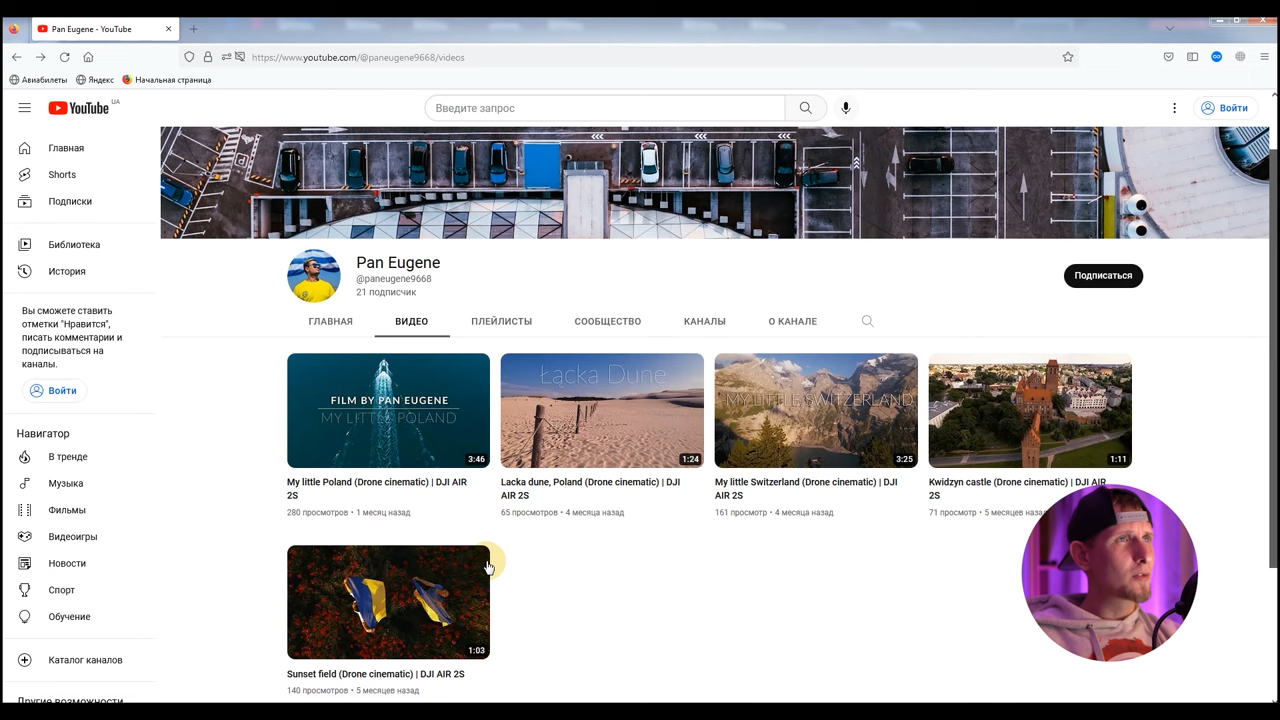 Pan Eugene - YouTube
https://www.youtube.com/@paneugene9668/videos
Авиабилеты
Яндекс
Начальная страница
YouTube UA
Введите запрос
Войти
Главная
Shorts
Подписки
Библиотека
История
Вы сможете ставить
отметки "Нравится",
писать комментарии и
подписываться на
каналы.
Войти
Навигатор
В тренде
Музыка
Фильмы
Видеоигры
Новости
Спорт
Обучение
Каталог каналов
Другие возможности
Pan Eugene
@paneugene9668
21 подписчик
Подписаться
ГЛАВНАЯ
ВИДЕО
ПЛЕЙЛИСТЫ
СООБЩЕСТВО
КАНАЛЫ
О КАНАЛЕ
FILM BY PAN EUGENE
MY LITTLE POLAND
3:46
My little Poland (Drone cinematic) | DJI AIR
2S
280 просмотров • 1 месяц назад
Łącka Dune
1:24
Lacka dune, Poland (Drone cinematic) | DJI
AIR 2S
65 просмотров • 4 месяца назад
MY LITTLE SWITZERLAND
3:25
My little Switzerland (Drone cinematic) | DJI
AIR 2S
161 просмотр • 4 месяца назад
1:11
Kwidzyn castle (Drone cinematic) | DJI AIR
2S
71 просмотр • 5 месяцев назад
1:03
Sunset field (Drone cinematic) | DJI AIR 2S
140 просмотров • 5 месяцев назад